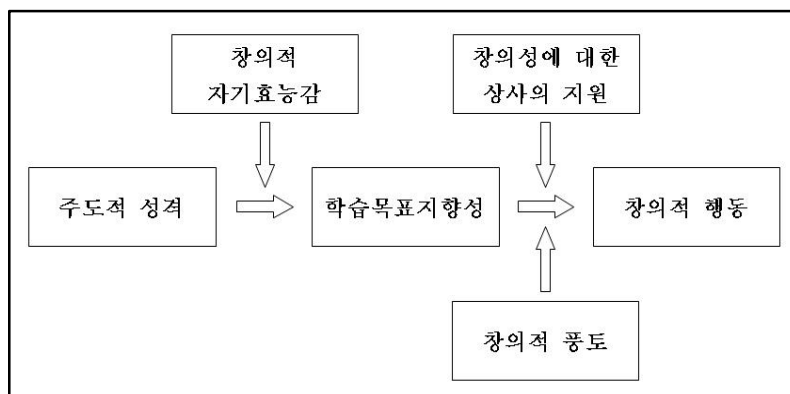 창의적
자기효능감
창의성에 대한
상사의 지원
주도적 성격
학습목표지향성
창의적 행동
창의적 풍토